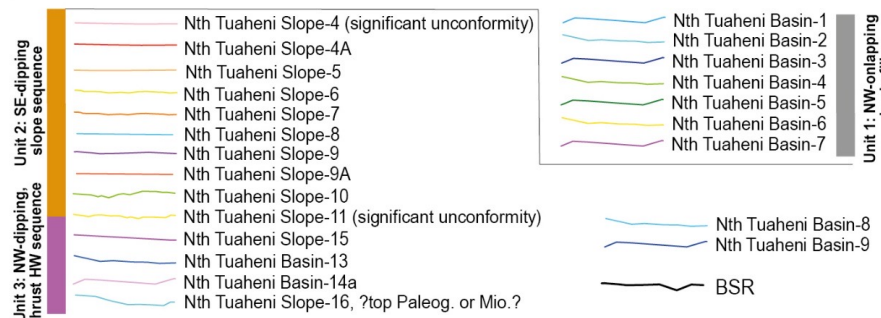 Unit 2: SE-dipping
slope sequence
Unit 3: NW-dipping,
thrust HW sequence
Nth Tuaheni Slope-4 (significant unconformity)
Nth Tuaheni Slope-4A
Nth Tuaheni Slope-5
Nth Tuaheni Slope-6
Nth Tuaheni Slope-7
Nth Tuaheni Slope-8
Nth Tuaheni Slope-9
Nth Tuaheni Slope-9A
Nth Tuaheni Slope-10
Nth Tuaheni Slope-11 (significant unconformity)
Nth Tuaheni Slope-15
Nth Tuaheni Basin-13
Nth Tuaheni Basin-14a
Nth Tuaheni Slope-16, ?top Paleog. or Mio.?
Nth Tuaheni Basin-1
Nth Tuaheni Basin-2
Nth Tuaheni Basin-3
Nth Tuaheni Basin-4
Nth Tuaheni Basin-5
Nth Tuaheni Basin-6
Nth Tuaheni Basin-7
Unit 1: NW-onlapping
Nth Tuaheni Basin-8
Nth Tuaheni Basin-9
BSR